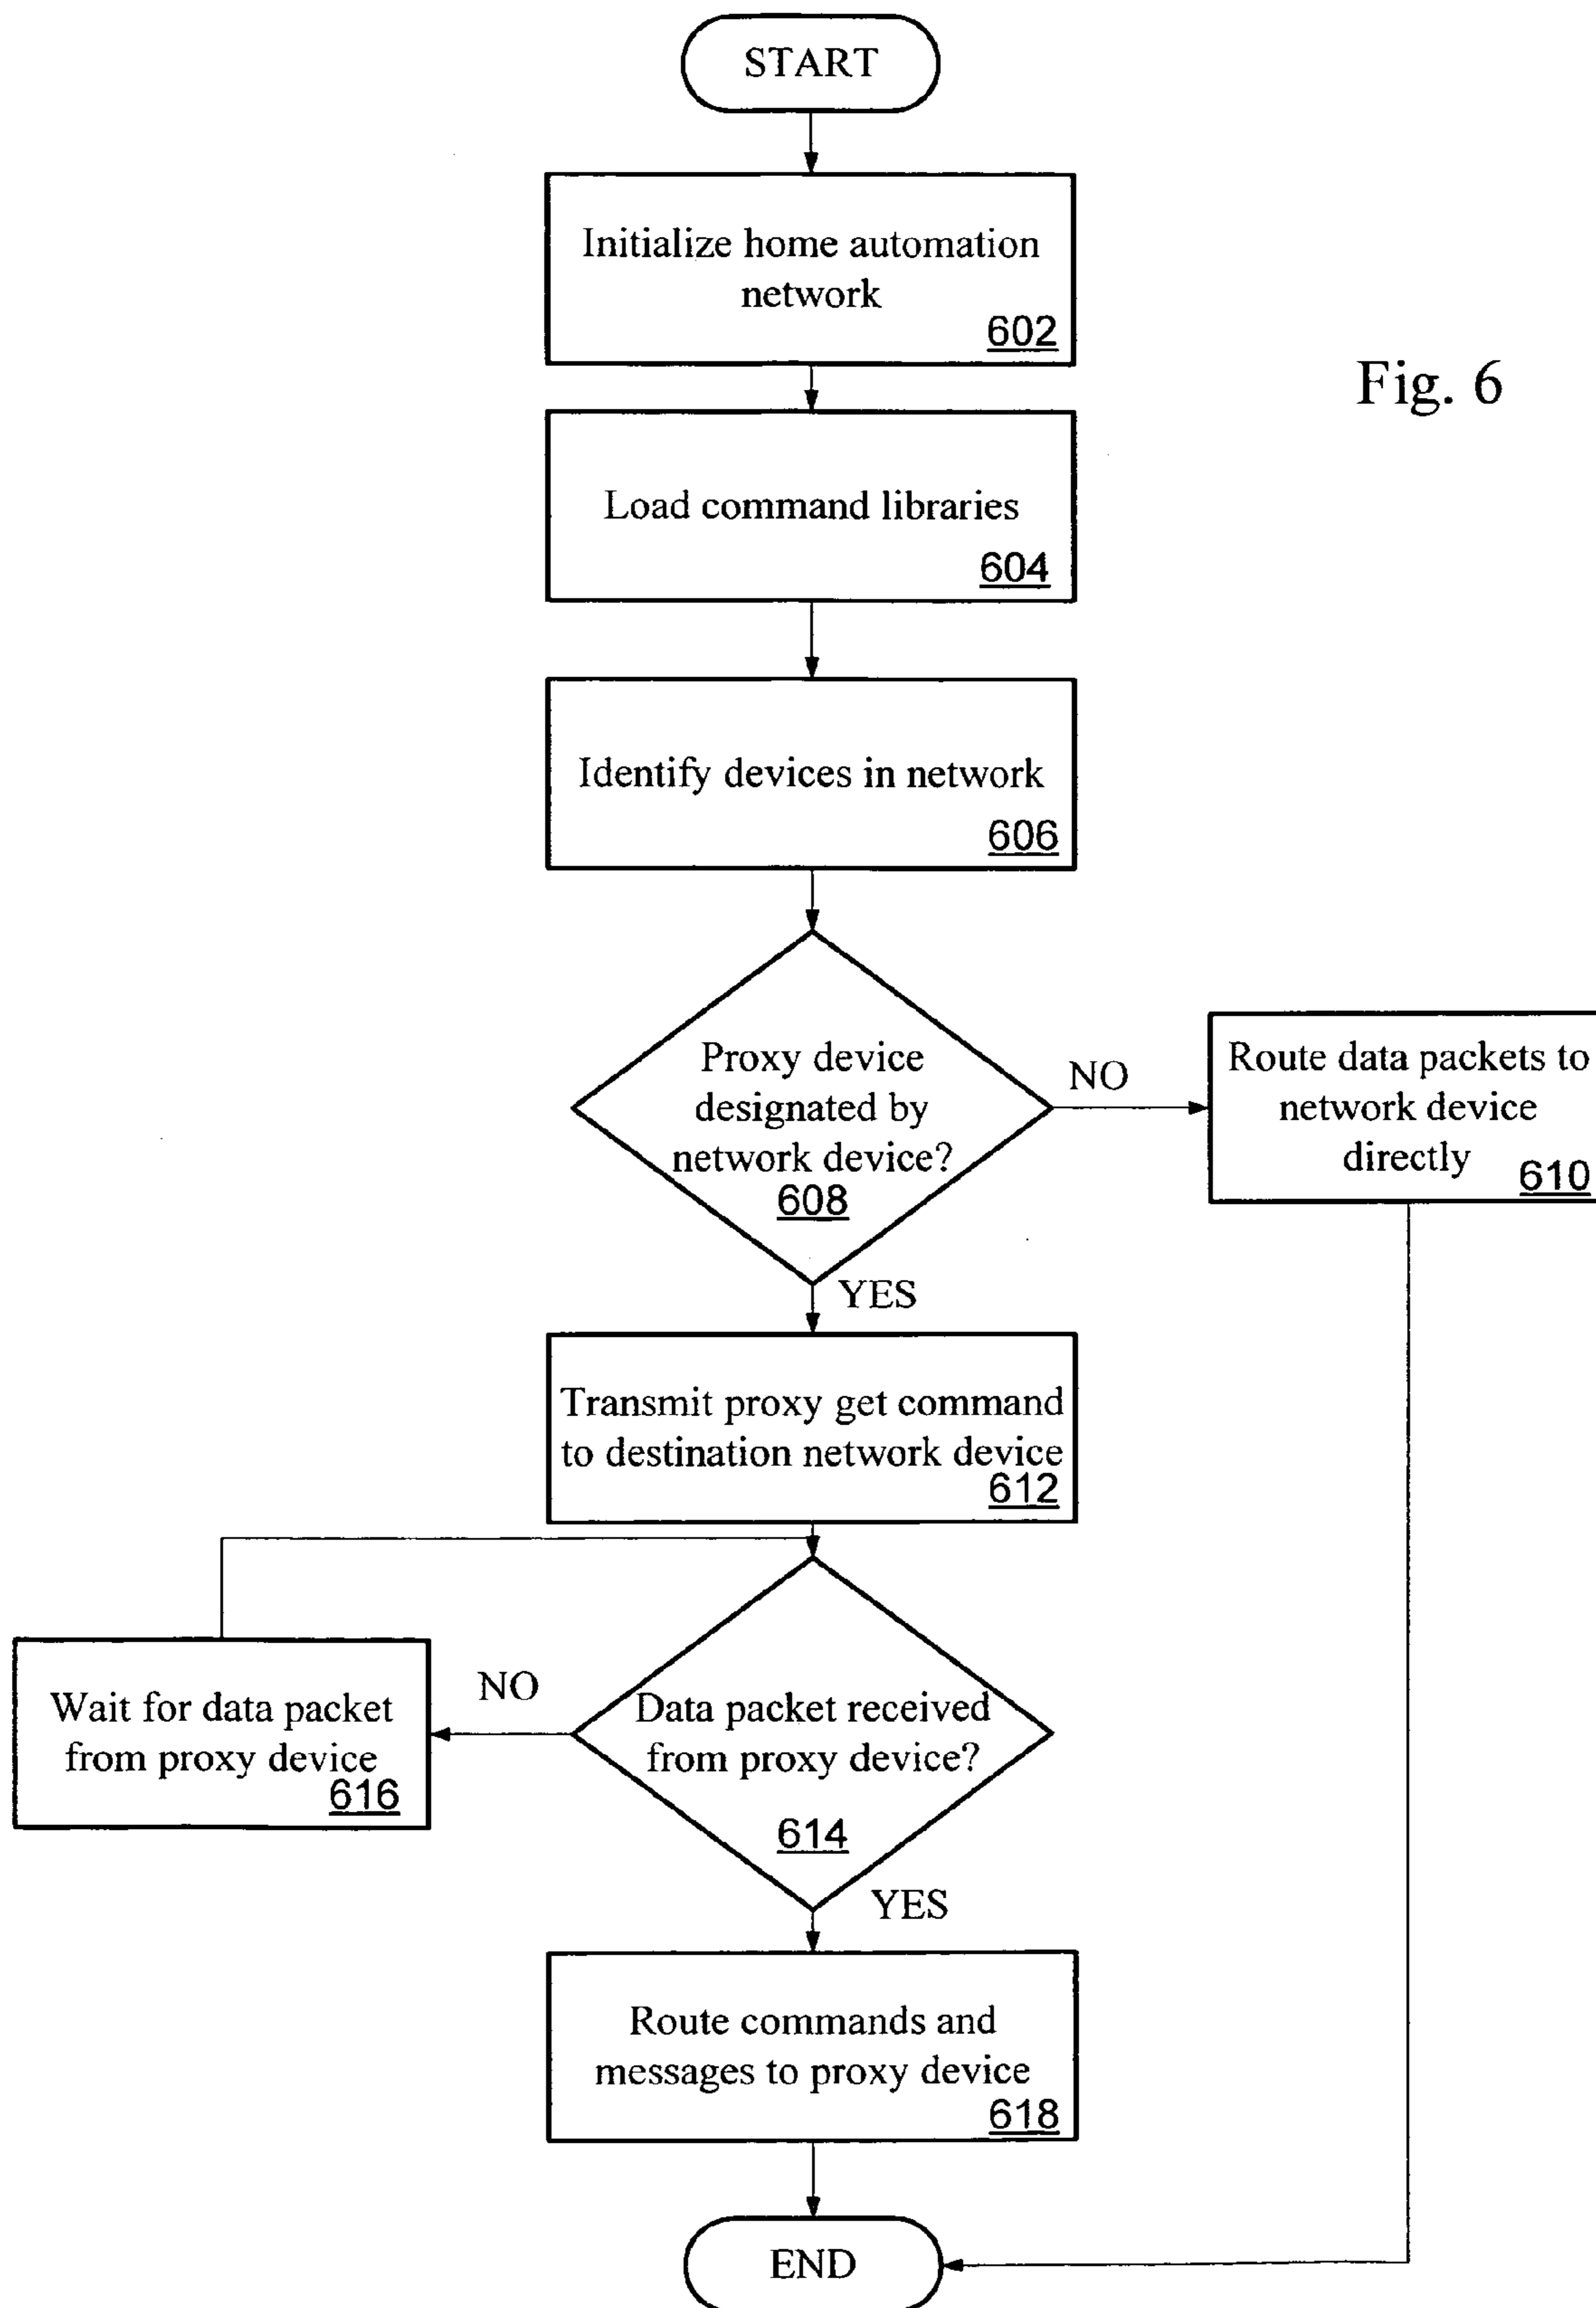 START
Initialize home automation
network
602
Fig. 6
Load command libraries
604
Identify devices in network
606
Proxy device
designated by
network device?
608
NO
Route data packets to
network device
directly
610
YES
Transmit proxy get command
to destination network device
612
Data packet received
from proxy device?
614
NO
Wait for data packet
from proxy device
616
YES
Route commands and
messages to proxy device
618
END